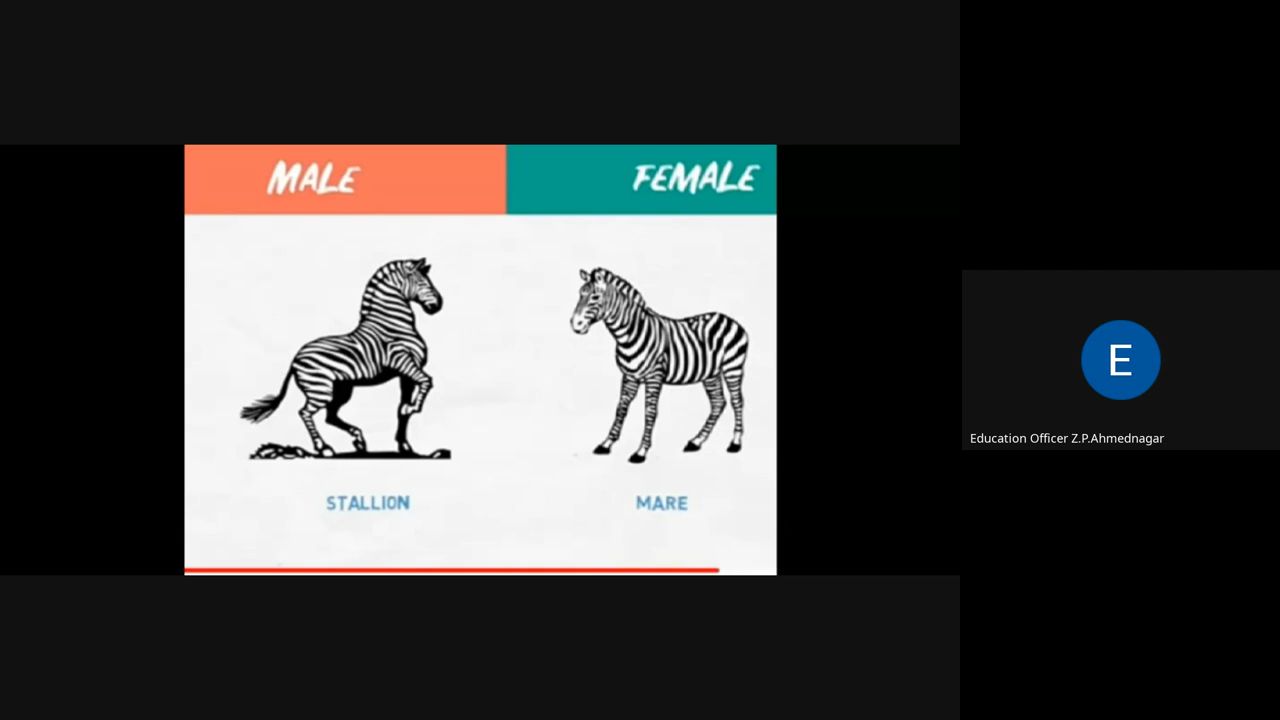 MALE
FEMALE
STALLION
MARE
E
Education Officer Z.P.Ahmednagar